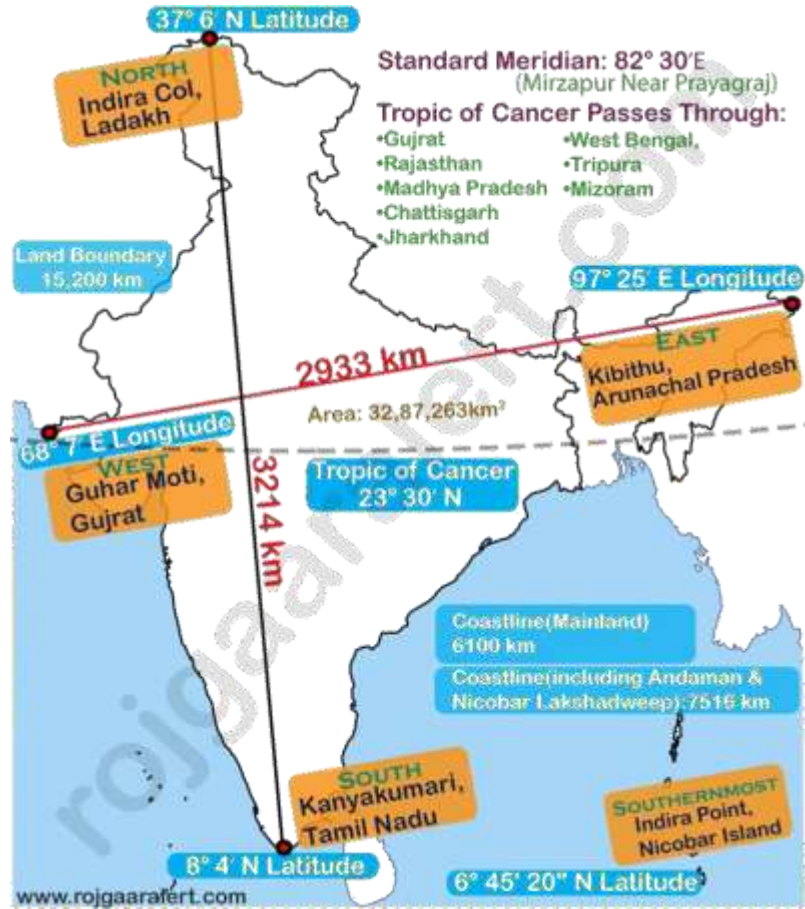 37° 6' N Latitude
NORTH
Indira Col,
Ladakh
Standard Meridian: 82° 30'E
(Mirzapur Near Prayagraj)
Tropic of Cancer Passes Through:
•Gujrat
•Rajasthan
•Madhya Pradesh
•Chattisgarh
•Jharkhand
•West Bengal,
•Tripura
•Mizoram
Land Boundary
15,200 km
97° 25' E Longitude
EAST
Kibithu,
Arunachal Pradesh
2933 km
Area: 32,87,263km²
68° 7' E Longitude
WEST
Guhar Moti,
Gujrat
Tropic of Cancer
23° 30' N
3214 km
Coastline(Mainland)
6100 km
Coastline(including Andaman &
Nicobar Lakshadweep):7516 km
SOUTH
Kanyakumari,
Tamil Nadu
8° 4' N Latitude
SOUTHERNMOST
Indira Point,
Nicobar Island
6° 45' 20" N Latitude
www.rojgaarafert.com
rojgaarafert.com